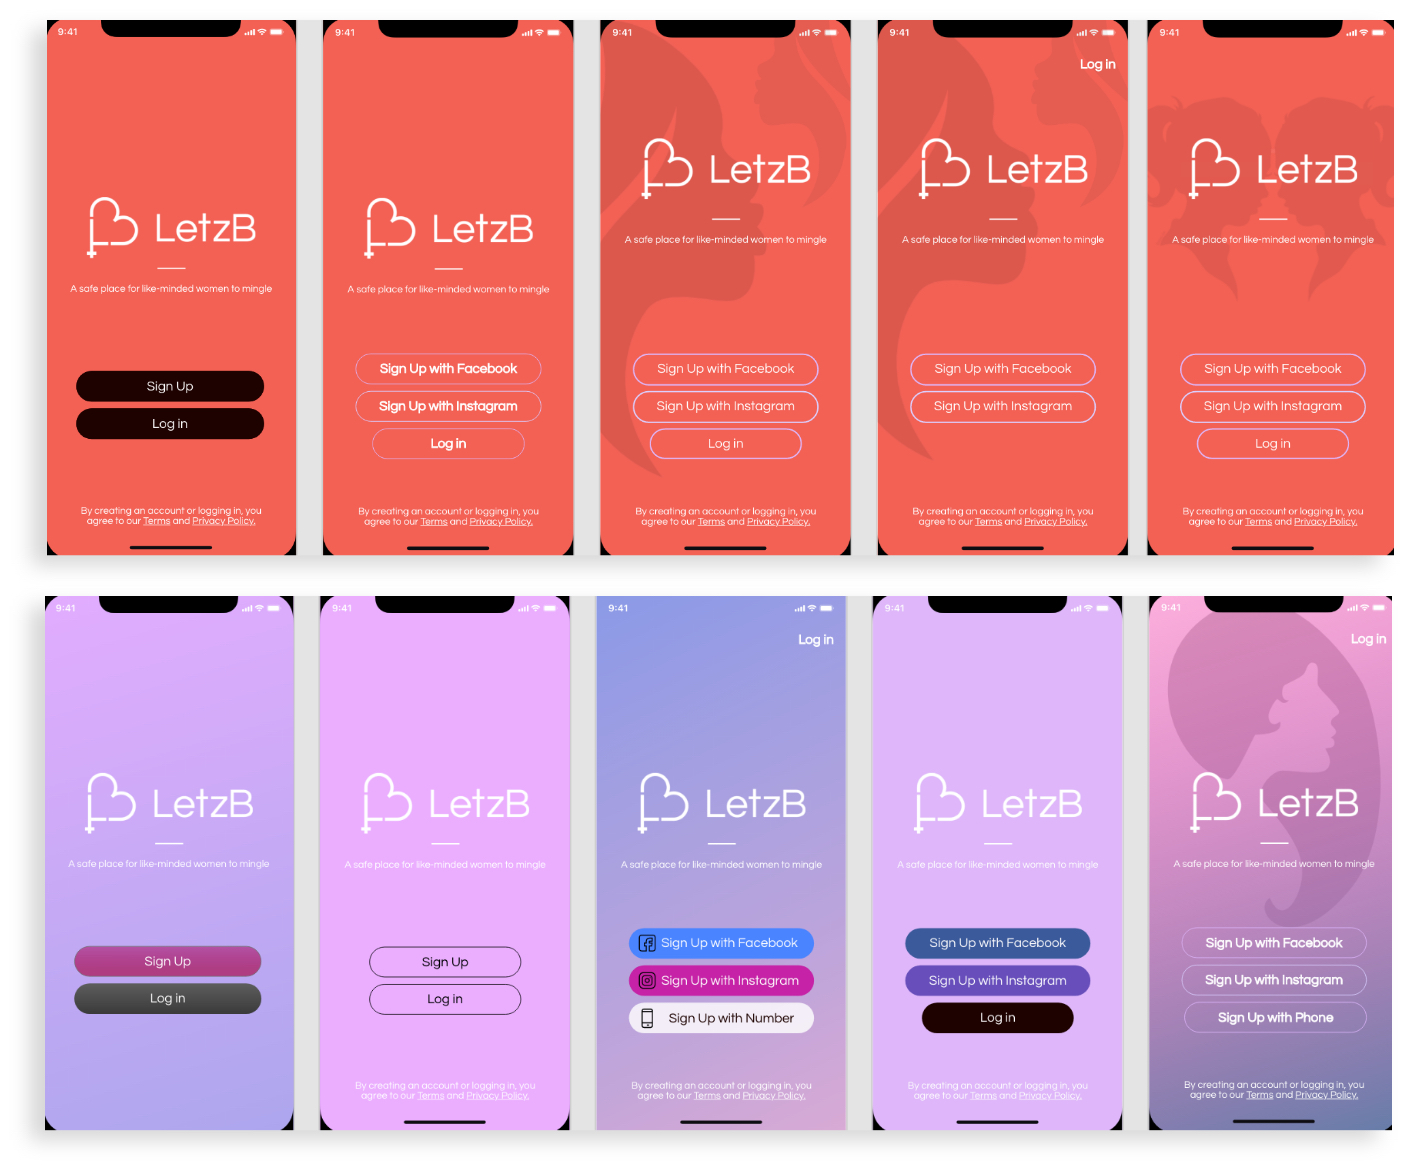 9:41
LetzB
A safe place for like-minded women to mingle
Sign Up
Log in
By creating an account or logging in, you
agree to our Terms and Privacy Policy.
9:41
LetzB
A safe place for like-minded women to mingle
Sign Up with Facebook
Sign Up with Instagram
Log in
By creating an account or logging in, you
agree to our Terms and Privacy Policy.
9:41
LetzB
A safe place for like-minded women to mingle
Sign Up with Facebook
Sign Up with Instagram
Log in
By creating an account or logging in, you
agree to our Terms and Privacy Policy.
9:41
Log in
LetzB
A safe place for like-minded women to mingle
Sign Up with Facebook
Sign Up with Instagram
By creating an account or logging in, you
agree to our Terms and Privacy Policy.
9:41
LetzB
A safe place for like-minded women to mingle
Sign Up with Facebook
Sign Up with Instagram
Log in
By creating an account or logging in, you
agree to our Terms and Privacy Policy.
9:41
LetzB
A safe place for like-minded women to mingle
Sign Up
Log in
9:41
LetzB
A safe place for like-minded women to mingle
Sign Up
Log in
By creating an account or logging in, you
agree to our Terms and Privacy Policy.
9:41
Log in
LetzB
A safe place for like-minded women to mingle
Sign Up with Facebook
Sign Up with Instagram
Sign Up with Number
By creating an account or logging in, you
agree to our Terms and Privacy Policy.
9:41
LetzB
A safe place for like-minded women to mingle
Sign Up with Facebook
Sign Up with Instagram
Log in
By creating an account or logging in, you
agree to our Terms and Privacy Policy.
9:41
Log in
LetzB
A safe place for like-minded women to mingle
Sign Up with Facebook
Sign Up with Instagram
Sign Up with Phone
By creating an account or logging in, you
agree to our Terms and Privacy Policy.